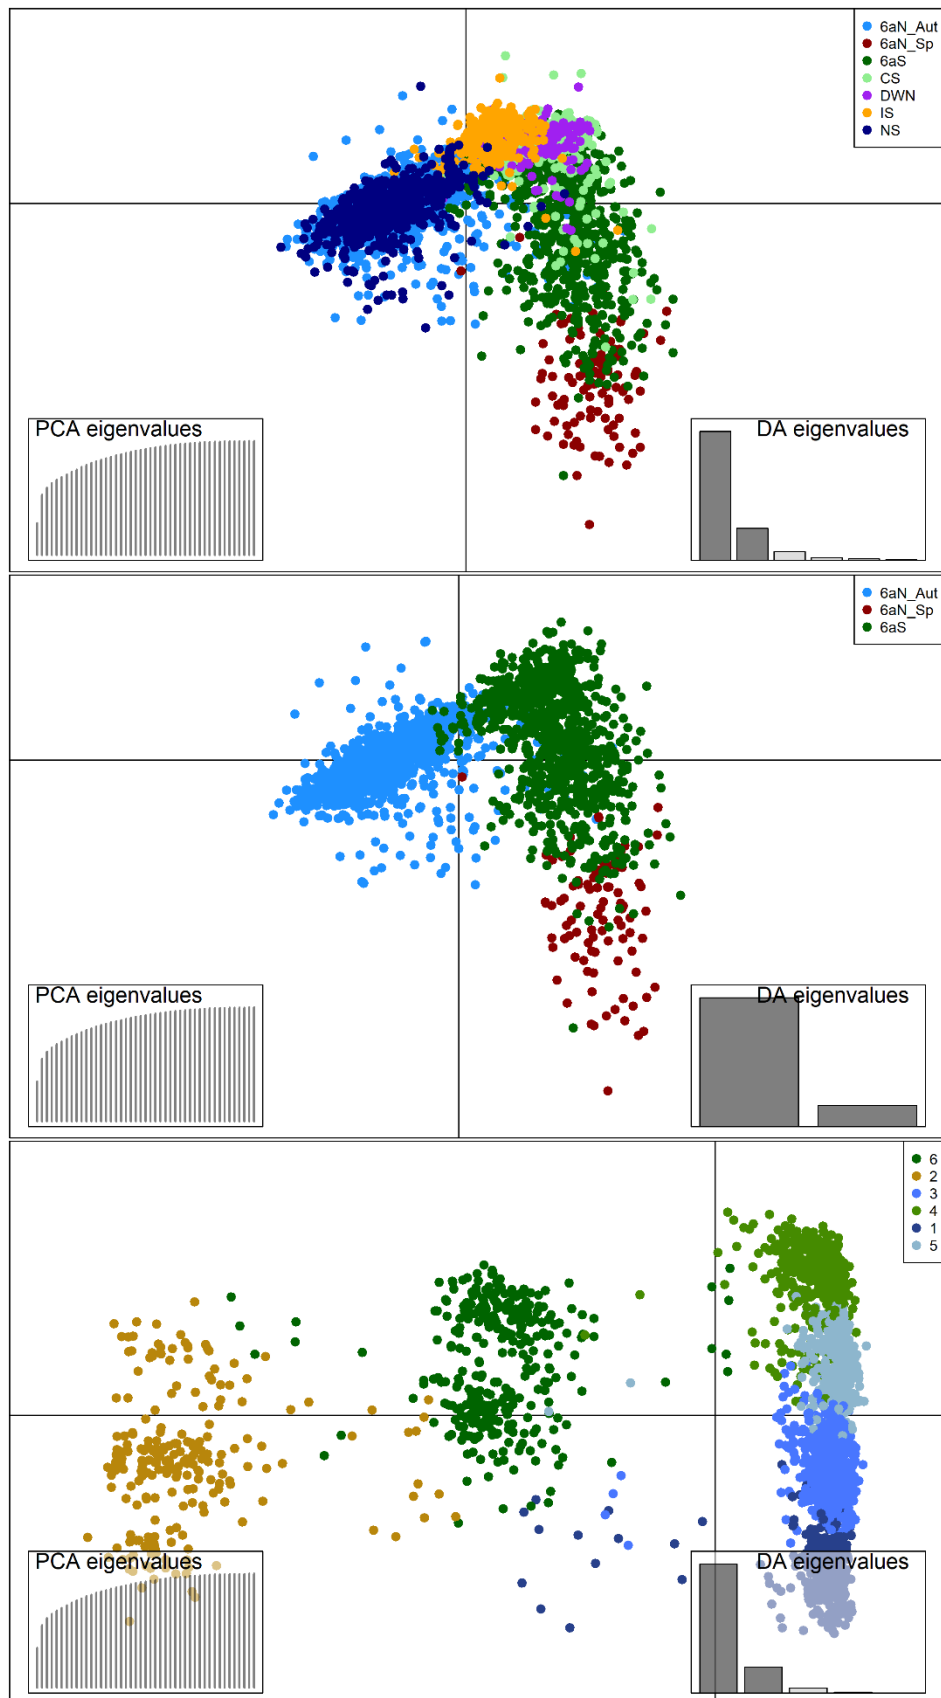 6aN_Aut
6aN_Sp
6aS
CS
DWN
IS
NS
PCA eigenvalues
DA eigenvalues
6aN_Aut
6aN_Sp
6aS
PCA eigenvalues
DA eigenvalues
6
2
3
4
1
5
PCA eigenvalues
DA eigenvalues